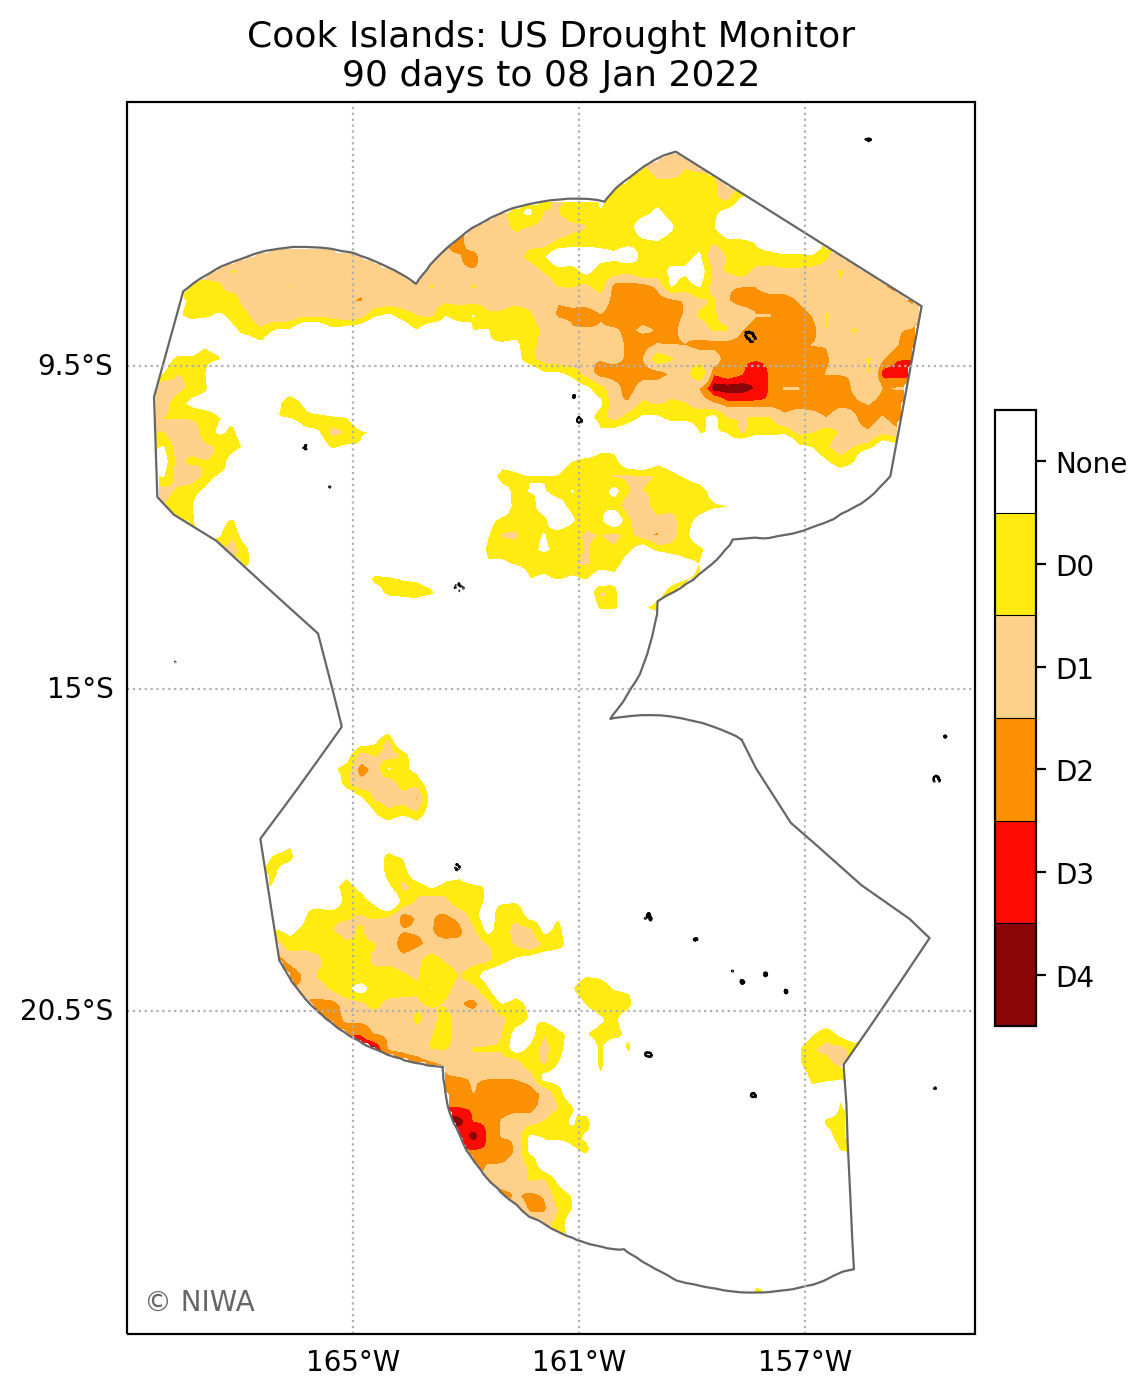 Cook Islands: US Drought Monitor
90 days to 08 Jan 2022
9.5°S
15°S
20.5°S
165°W
161°W
157°W
None
D0
D1
D2
D3
D4
© NIWA